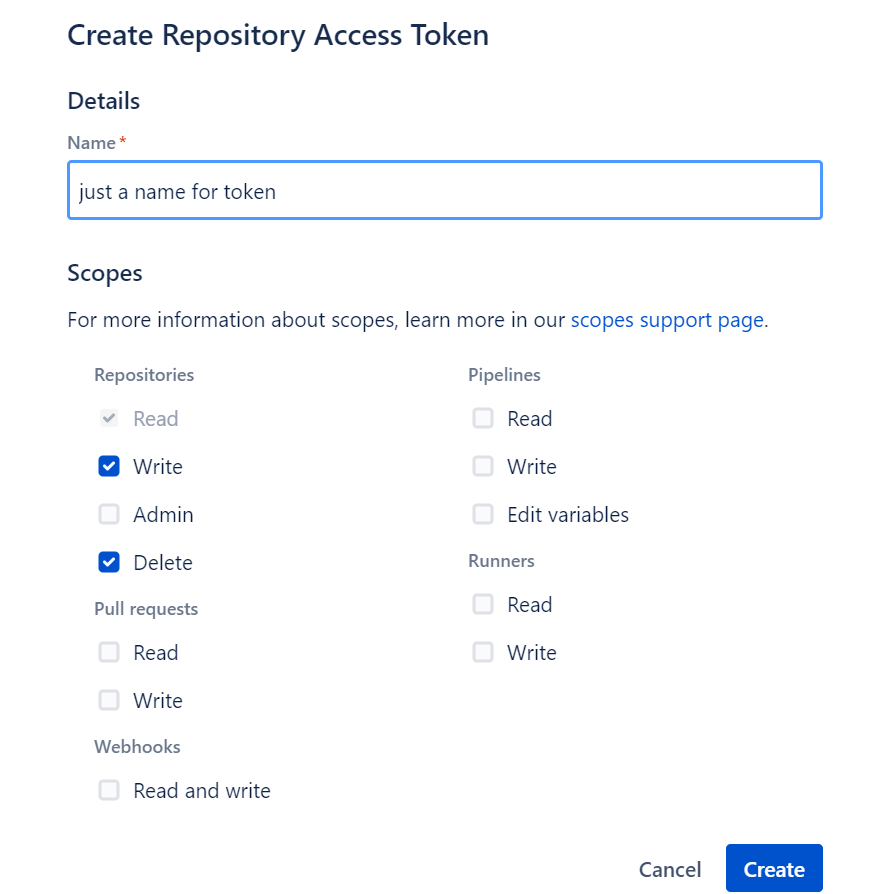 Create Repository Access Token
Details
Name*
just a name for token
Scopes
For more information about scopes, learn more in our scopes support page.
Repositories
Read
Write
Admin
Delete
Pull requests
Read
Write
Webhooks
Read and write
Pipelines
Read
Write
Edit variables
Runners
Read
Write
Cancel
Create